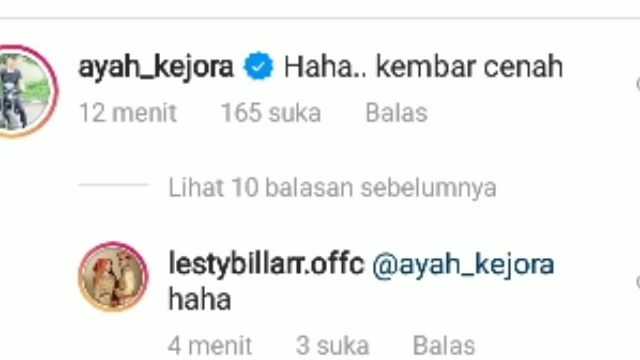 ayah_kejora Haha.. kembar cenah
12 menit 165 suka Balas
Lihat 10 balasan sebelumnya
lestybillarr.offc @ayah_kejora
haha
4 menit 3 suka Balas